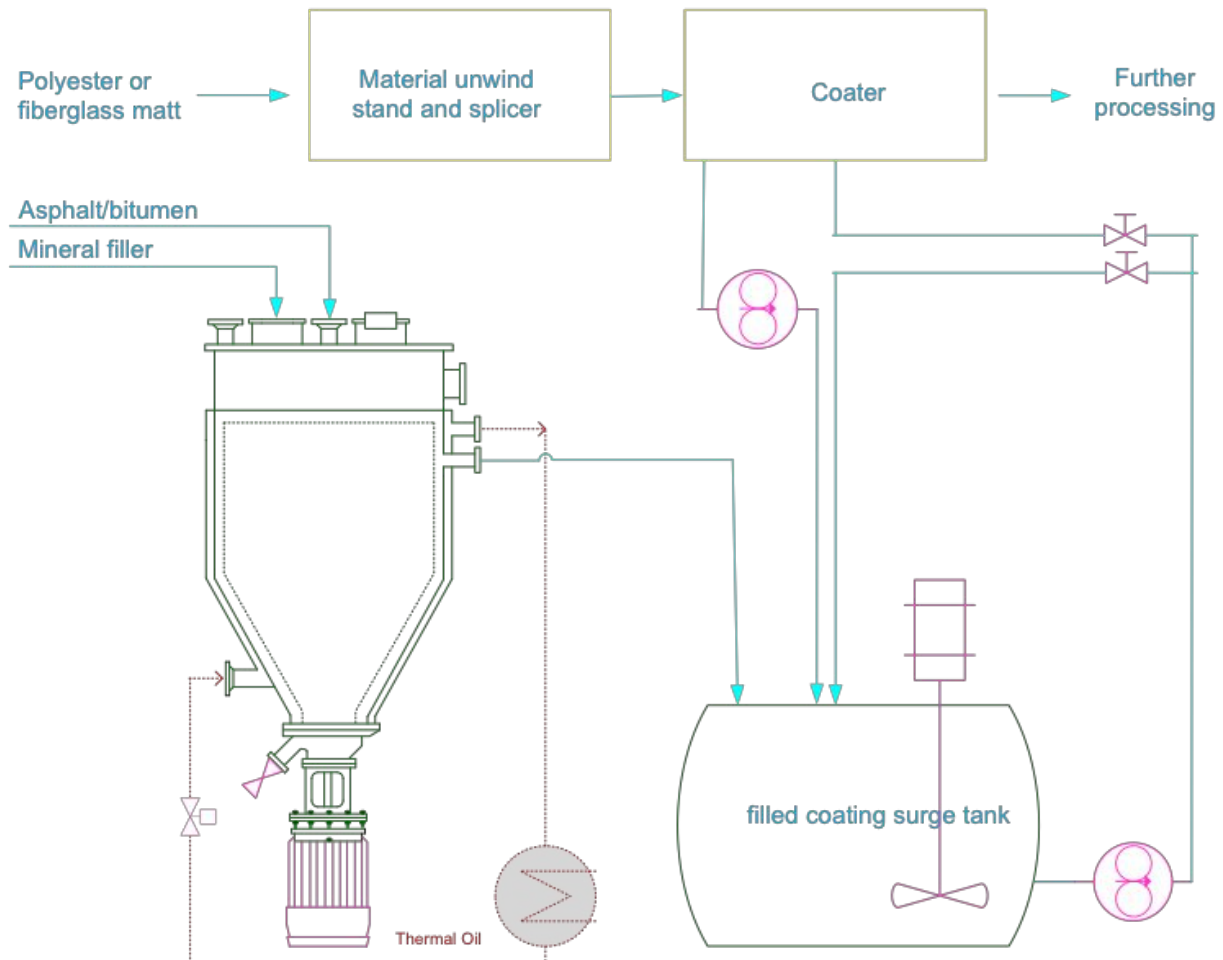 Polyester or
fiberglass matt
Material unwind
stand and splicer
Coater
Further
processing
Asphalt/bitumen
Mineral filler
filled coating surge tank
Thermal Oil